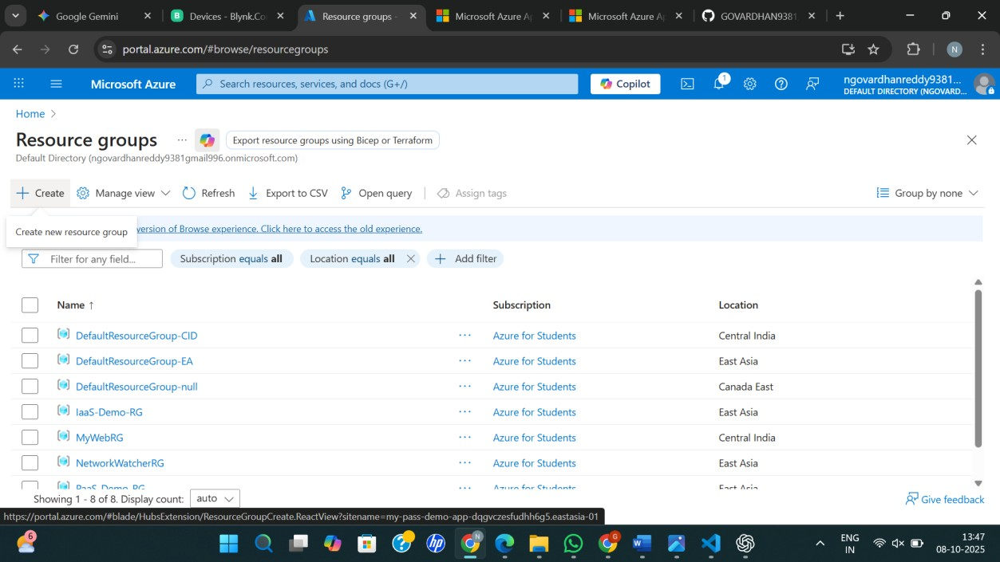 Google Gemini
Devices - Blynk.Co
Resource groups -
Microsoft Azure Ap
Microsoft Azure Ap
GOVARDHAN9381
portal.azure.com/#browse/resourcegroups
N
Microsoft Azure
Search resources, services, and docs (G+/)
Copilot
1
ngovardhanreddy9381...
DEFAULT DIRECTORY (NGOVARD...
Home
Resource groups
Export resource groups using Bicep or Terraform
Default Directory (ngovardhanreddy9381gmail996.onmicrosoft.com)
Create
Manage view
Refresh
Export to CSV
Open query
Assign tags
Group by none
Create new resource group
version of Browse experience. Click here to access the old experience.
Filter for any field...
Subscription equals all
Location equals all
Add filter
Name ↑
Subscription
Location
DefaultResourceGroup-CID
Azure for Students
Central India
DefaultResourceGroup-EA
Azure for Students
East Asia
DefaultResourceGroup-null
Azure for Students
Canada East
IaaS-Demo-RG
Azure for Students
East Asia
MyWebRG
Azure for Students
Central India
NetworkWatcherRG
Azure for Students
East Asia
PaaS-Demo-RG
Azure for Students
East Asia
Showing 1 - 8 of 8. Display count:
auto
Give feedback
https://portal.azure.com/#blade/HubsExtension/ResourceGroupCreate.ReactView?sitename=my-pass-demo-app-dqgvczesfudhh6g5.eastasia-01
6
hp
N
G
W
ENG
IN
13:47
08-10-2025